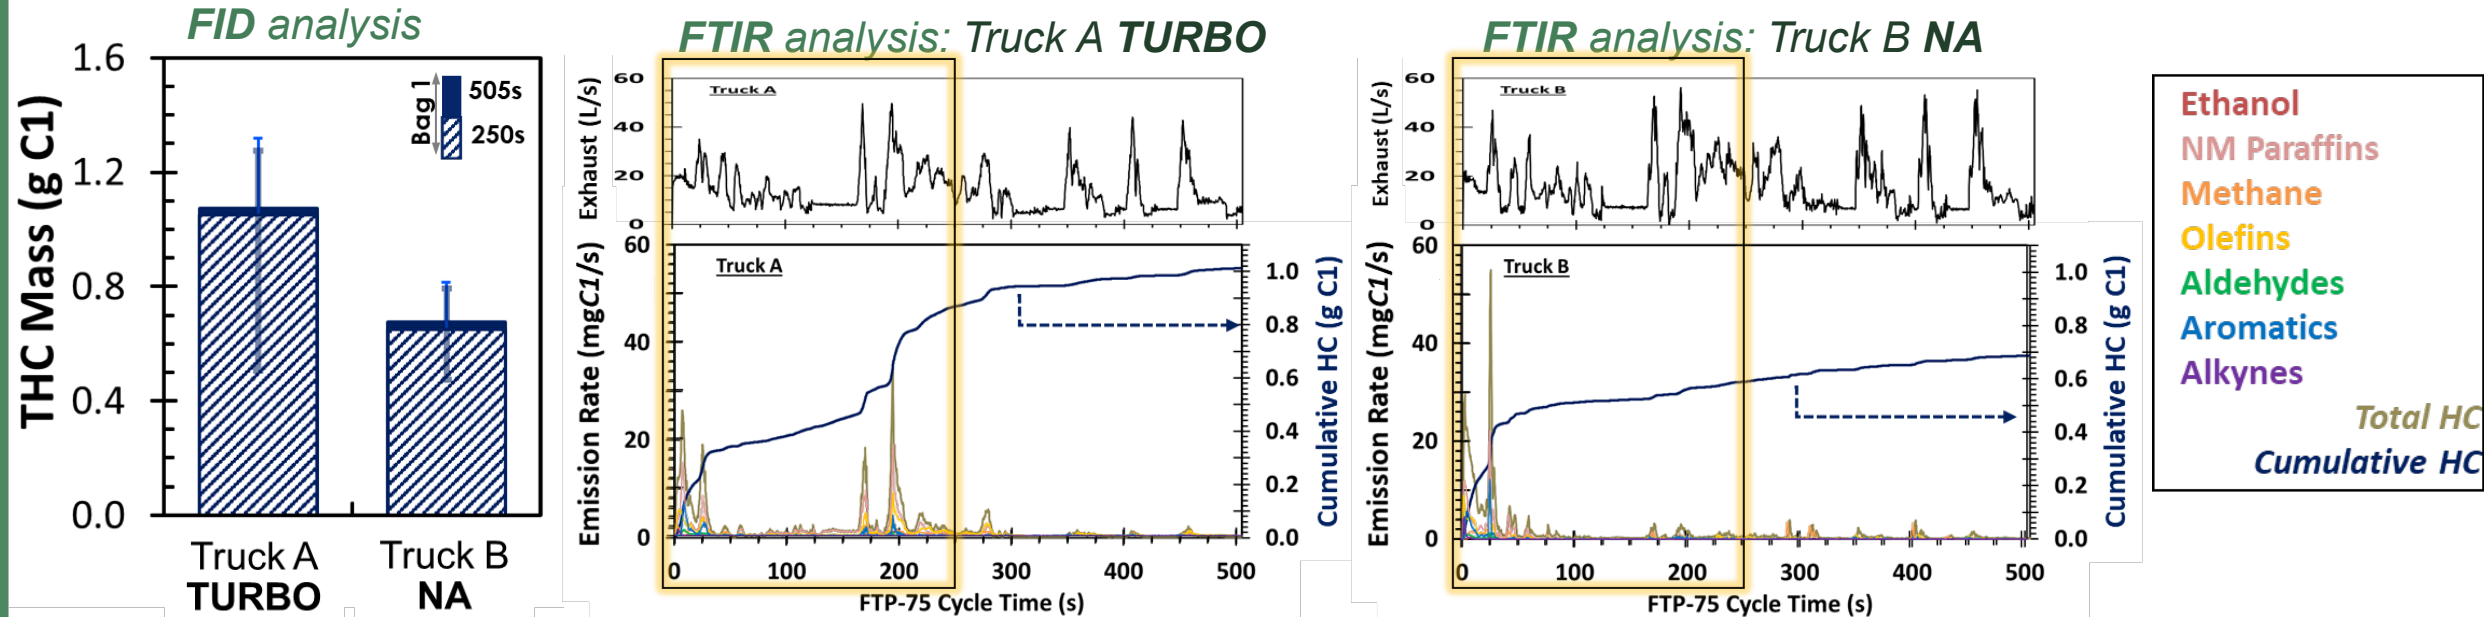 FID analysis
THC Mass (g C1)
1.6
1.2
0.8
0.4
0.0
Bag 1
505s
250s
Truck A
TURBO
Truck B
NA
FTIR analysis: Truck A TURBO
Exhaust (L/s)
60
40
20
0
Truck A
Emission Rate (mgC1/s)
60
40
20
0
Truck A
1.0
0.8
0.6
0.4
0.2
0.0
Cumulative HC (g C1)
0 100 200 300 400 500
FTP-75 Cycle Time (s)
FTIR analysis: Truck B NA
Exhaust (L/s)
60
40
20
0
Truck B
Emission Rate (mgC1/s)
60
40
20
0
Truck B
1.0
0.8
0.6
0.4
0.2
0.0
Cumulative HC (g C1)
0 100 200 300 400 500
FTP-75 Cycle Time (s)
Ethanol
NM Paraffins
Methane
Olefins
Aldehydes
Aromatics
Alkynes
Total HC
Cumulative HC